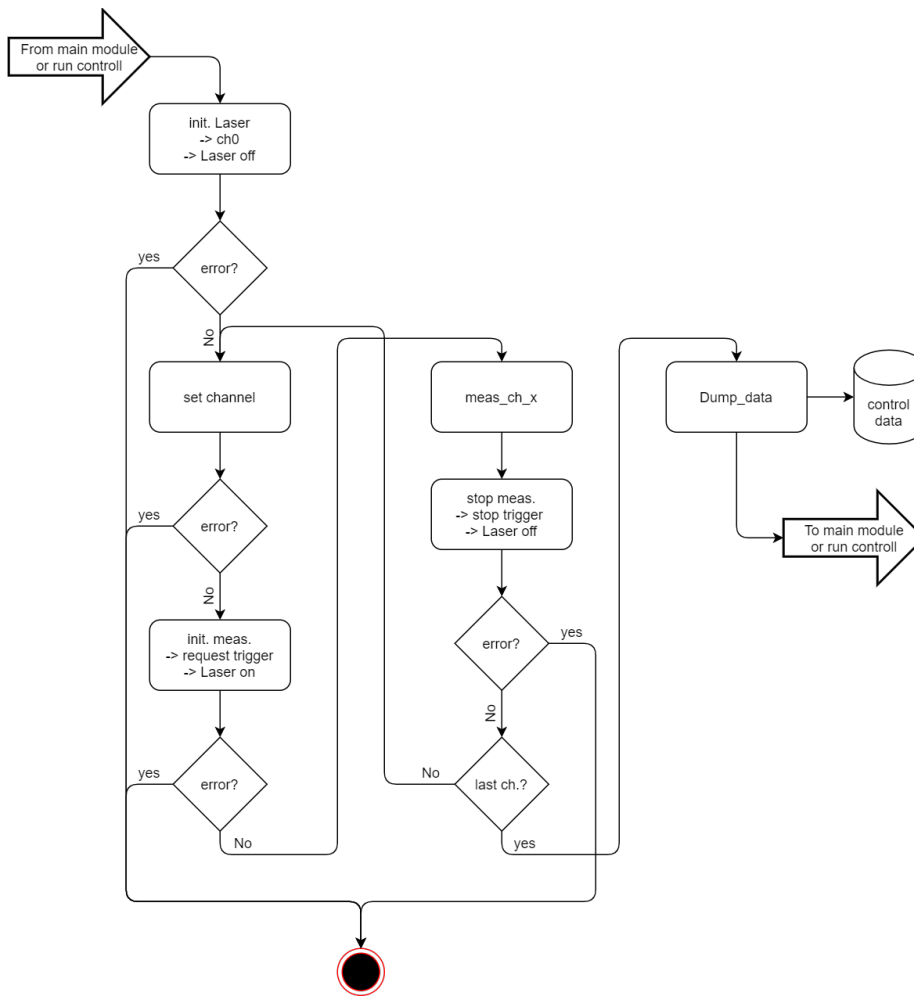 From main module
or run controll
init. Laser
-> ch0
-> Laser off
error?
yes
No
set channel
error?
yes
No
init. meas.
-> request trigger
-> Laser on
error?
yes
No
meas_ch_x
stop meas.
-> stop trigger
-> Laser off
error?
yes
No
last ch.?
No
yes
Dump_data
control
data
To main module
or run controll